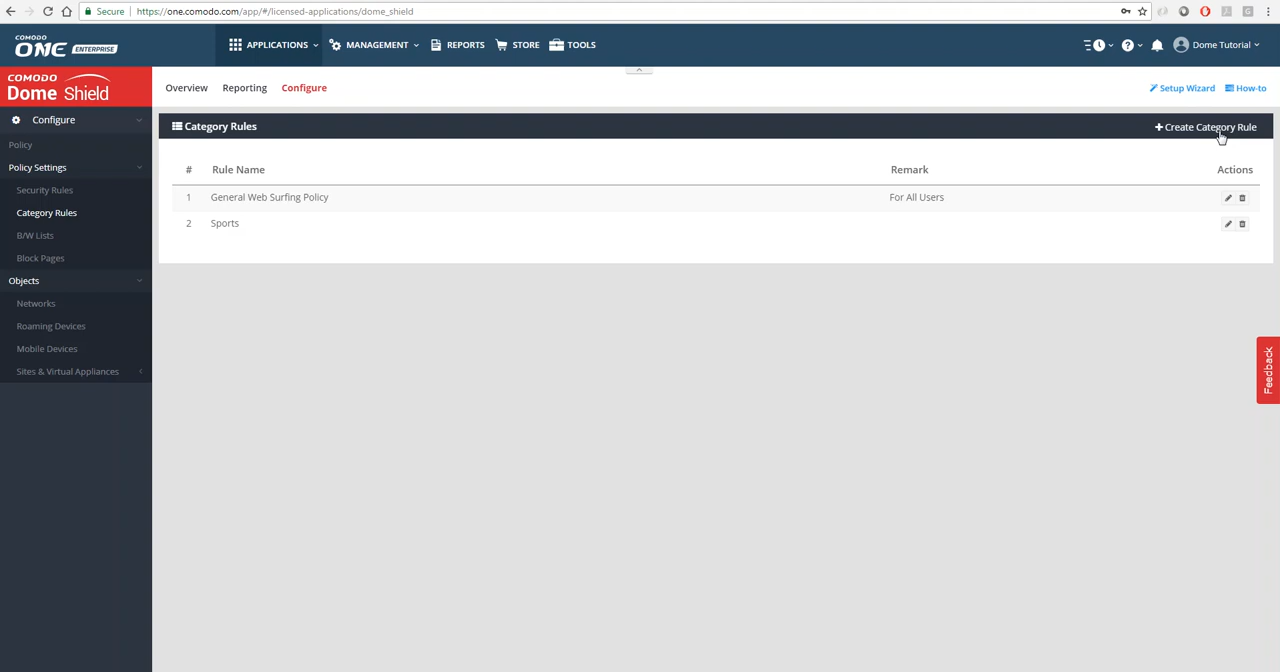 Secure https://one.comodo.com/app/#/licensed-applications/dome_shield
COMODO
ONE ENTERPRISE
APPLICATIONS MANAGEMENT REPORTS STORE TOOLS
Dome Tutorial
COMODO
Dome Shield
Overview Reporting Configure
Setup Wizard How-to
Configure
Policy
Policy Settings
Security Rules
Category Rules
B/W Lists
Block Pages
Objects
Networks
Roaming Devices
Mobile Devices
Sites & Virtual Appliances
Category Rules
+ Create Category Rule
# Rule Name Remark Actions
1 General Web Surfing Policy For All Users
2 Sports
Feedback